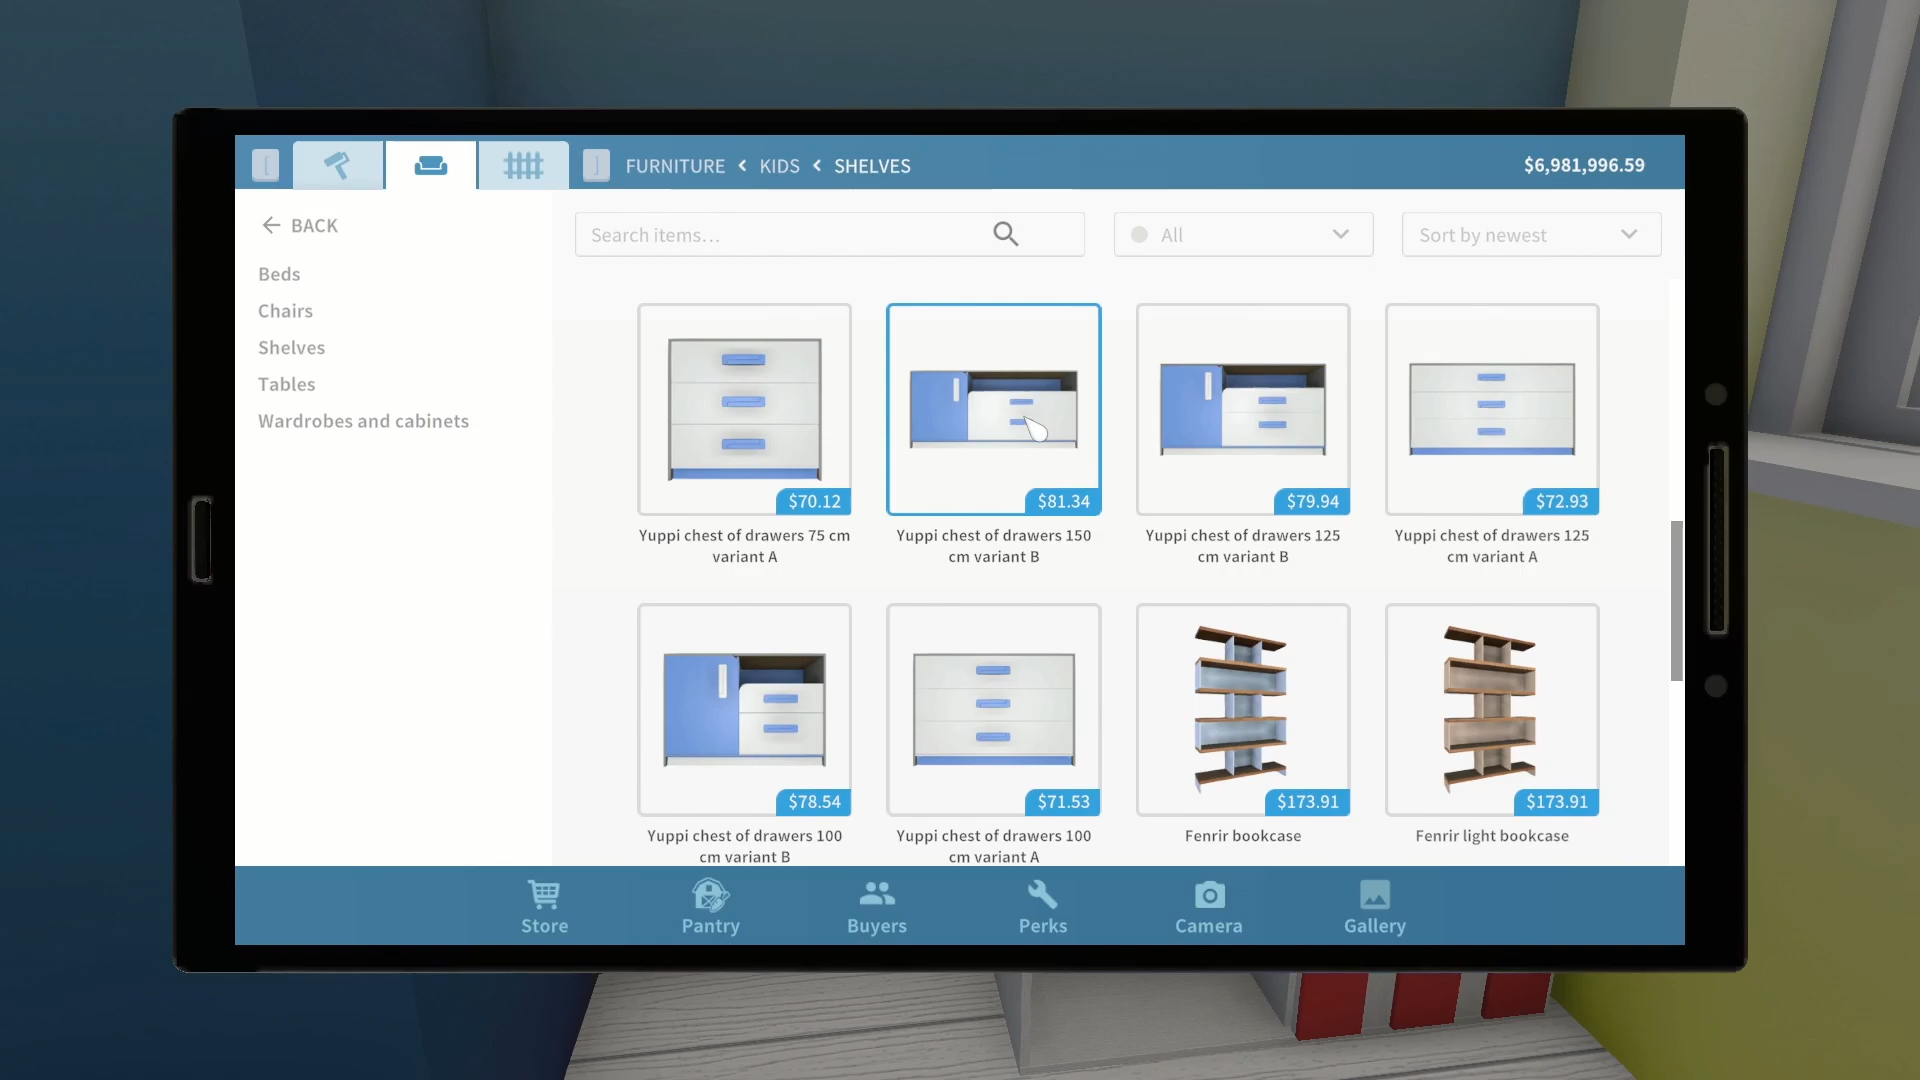 [
]
FURNITURE < KIDS < SHELVES
$6,981,996.59
BACK
Beds
Chairs
Shelves
Tables
Wardrobes and cabinets
Search items...
All
Sort by newest
$70.12
$81.34
$79.94
$72.93
Yuppi chest of drawers 75 cm
variant A
Yuppi chest of drawers 150
cm variant B
Yuppi chest of drawers 125
cm variant B
Yuppi chest of drawers 125
cm variant A
$78.54
$71.53
$173.91
$173.91
Yuppi chest of drawers 100
cm variant B
Yuppi chest of drawers 100
cm variant A
Fenrir bookcase
Fenrir light bookcase
Store
Pantry
Buyers
Perks
Camera
Gallery